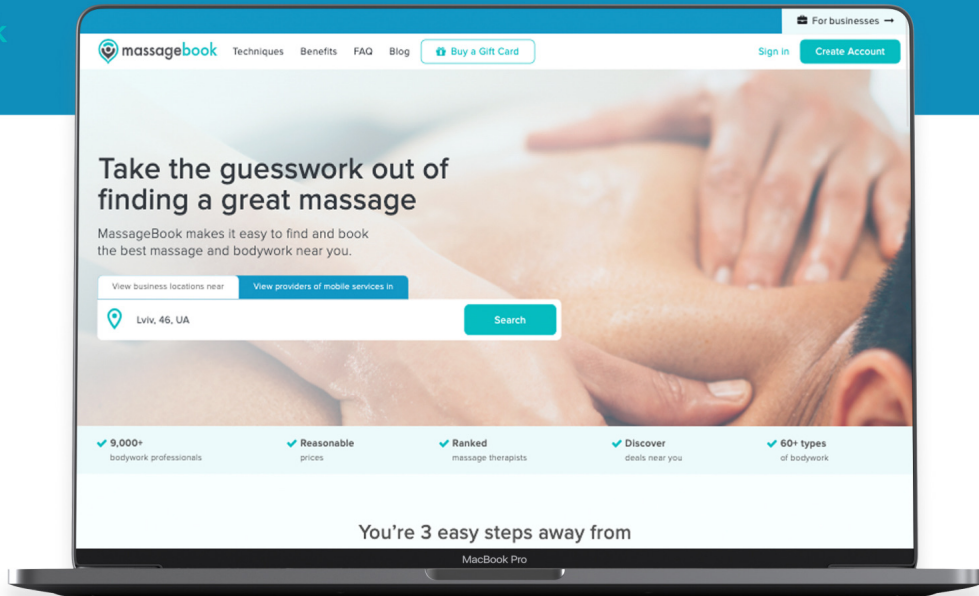 For businesses →
massagebook
Techniques
Benefits
FAQ
Blog
Buy a Gift Card
Sign in
Create Account
Take the guesswork out of
finding a great massage
MassageBook makes it easy to find and book
the best massage and bodywork near you.
View business locations near
View providers of mobile services in
Lviv, 46, UA
Search
9,000+
bodywork professionals
Reasonable
prices
Ranked
massage therapists
Discover
deals near you
60+ types
of bodywork
You're 3 easy steps away from
MacBook Pro